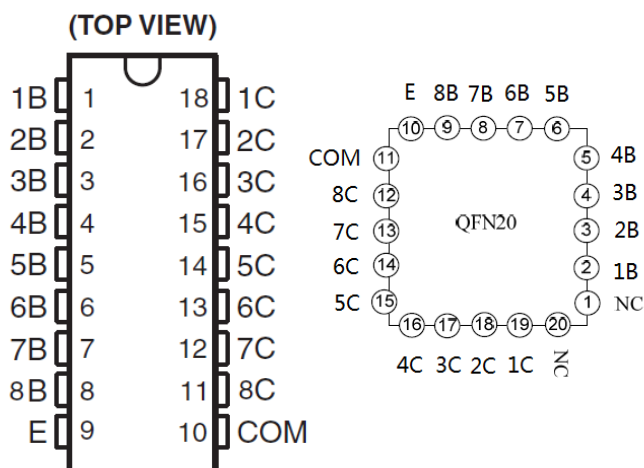 (TOP VIEW)
1B 1 18 1C
2B 2 17 2C
3B 3 16 3C
4B 4 15 4C
5B 5 14 5C
6B 6 13 6C
7B 7 12 7C
8B 8 11 8C
E 9 10 COM
E 8B 7B 6B 5B
10 9 8 7 6
COM 11 5 4B
8C 12 4 3B
7C 13 QFN20 3 2B
6C 14 2 1B
5C 15 1 NC
16 17 18 19 20
4C 3C 2C 1C NC